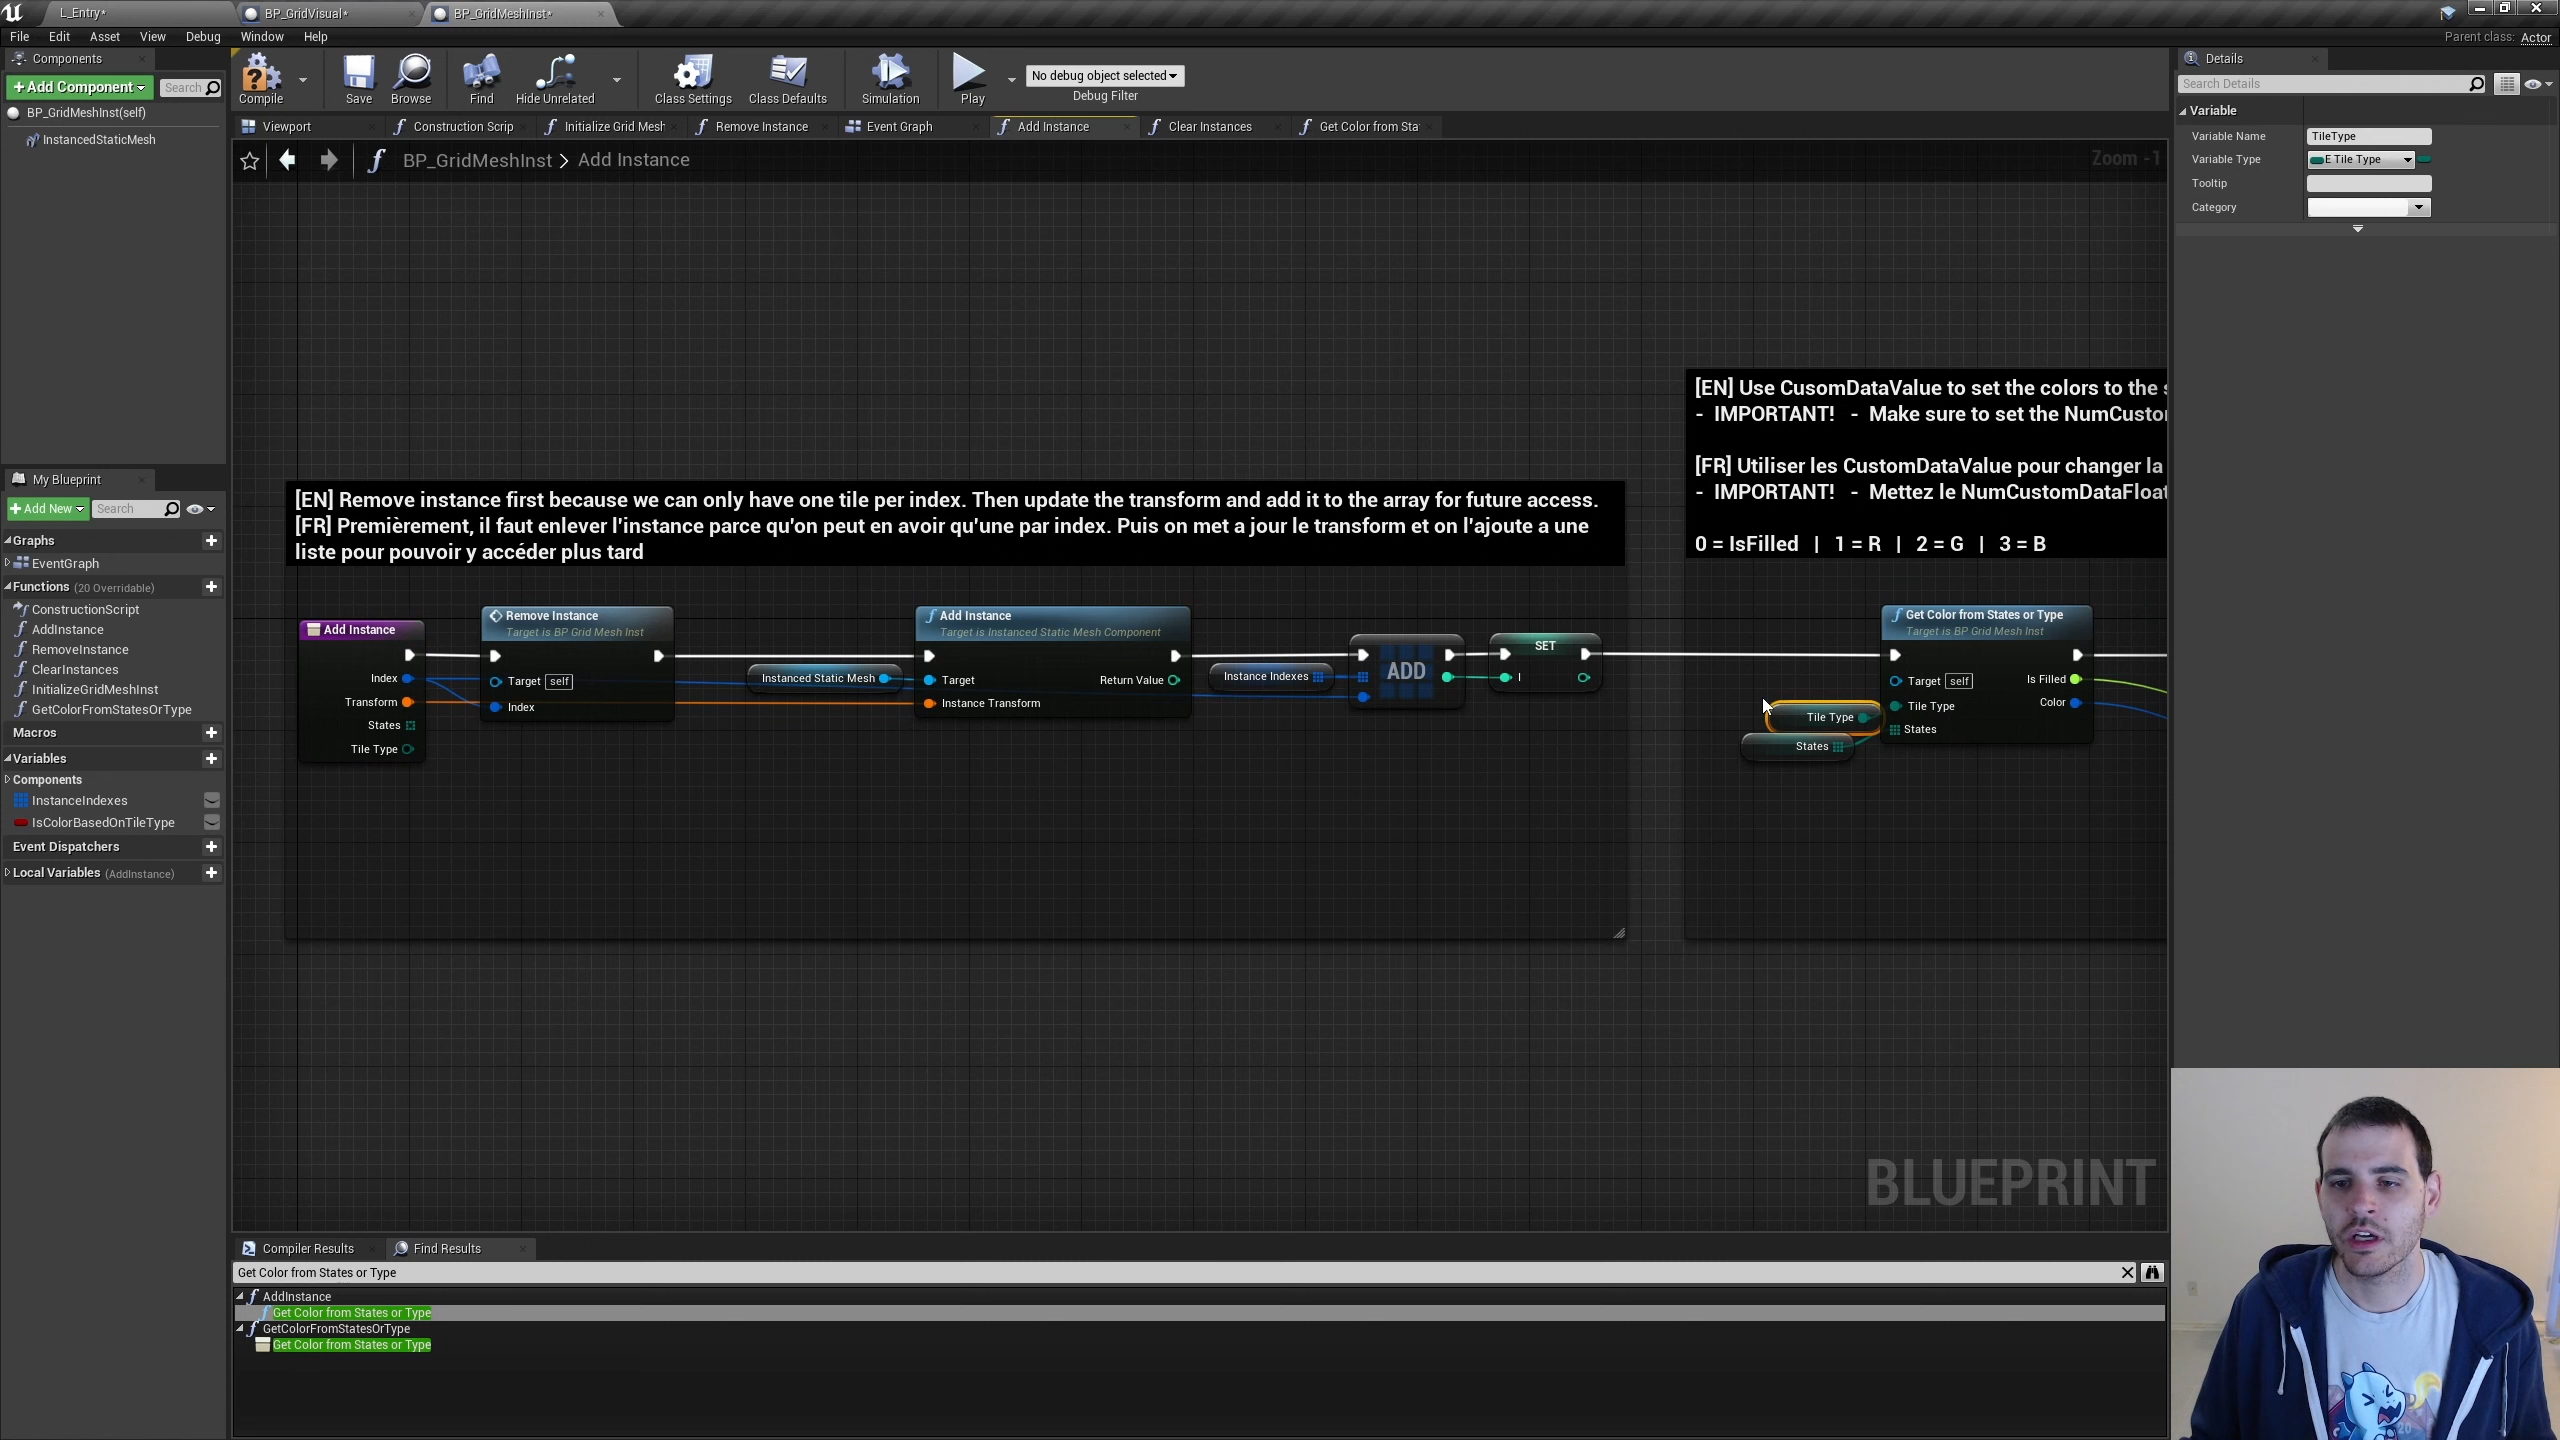 L_Entry*
BP_GridVisual*
BP_GridMeshInst*
File Edit Asset View Debug Window Help
Parent class: Actor
Components
+Add Component
Search
BP_GridMeshInst(self)
InstancedStaticMesh
Compile
Save
Browse
Find
Hide Unrelated
Class Settings
Class Defaults
Simulation
Play
No debug object selected
Debug Filter
Viewport
Construction Scrip
Initialize Grid Mesh
Remove Instance
Event Graph
Add Instance
Clear Instances
Get Color from Sta
BP_GridMeshInst > Add Instance
Zoom -1
Details
Search Details
Variable
Variable Name TileType
Variable Type E Tile Type
Tooltip
Category
My Blueprint
+Add New
Search
Graphs
EventGraph
Functions (20 Overridable)
ConstructionScript
AddInstance
RemoveInstance
ClearInstances
InitializeGridMeshInst
GetColorFromStatesOrType
Macros
Variables
Components
InstanceIndexes
IsColorBasedOnTileType
Event Dispatchers
Local Variables (AddInstance)
[EN] Remove instance first because we can only have one tile per index. Then update the transform and add it to the array for future access.
[FR] Premièrement, il faut enlever l'instance parce qu'on peut en avoir qu'une par index. Puis on met a jour le transform et on l'ajoute a une
liste pour pouvoir y accéder plus tard
[EN] Use CusomDataValue to set the colors to the s
- IMPORTANT! - Make sure to set the NumCusto
[FR] Utiliser les CustomDataValue pour changer la
- IMPORTANT! - Mettez le NumCustomDataFloat
0 = IsFilled | 1 = R | 2 = G | 3 = B
Add Instance
Index
Transform
States
Tile Type
Remove Instance
Target is BP Grid Mesh Inst
Target self
Index
Instanced Static Mesh
Add Instance
Target is Instanced Static Mesh Component
Target
Return Value
Instance Transform
Instance Indexes
ADD
SET
I
Tile Type
States
Get Color from States or Type
Target is BP Grid Mesh Inst
Target self
Is Filled
Tile Type
Color
States
BLUEPRINT
Compiler Results
Find Results
Get Color from States or Type
AddInstance
Get Color from States or Type
GetColorFromStatesOrType
Get Color from States or Type